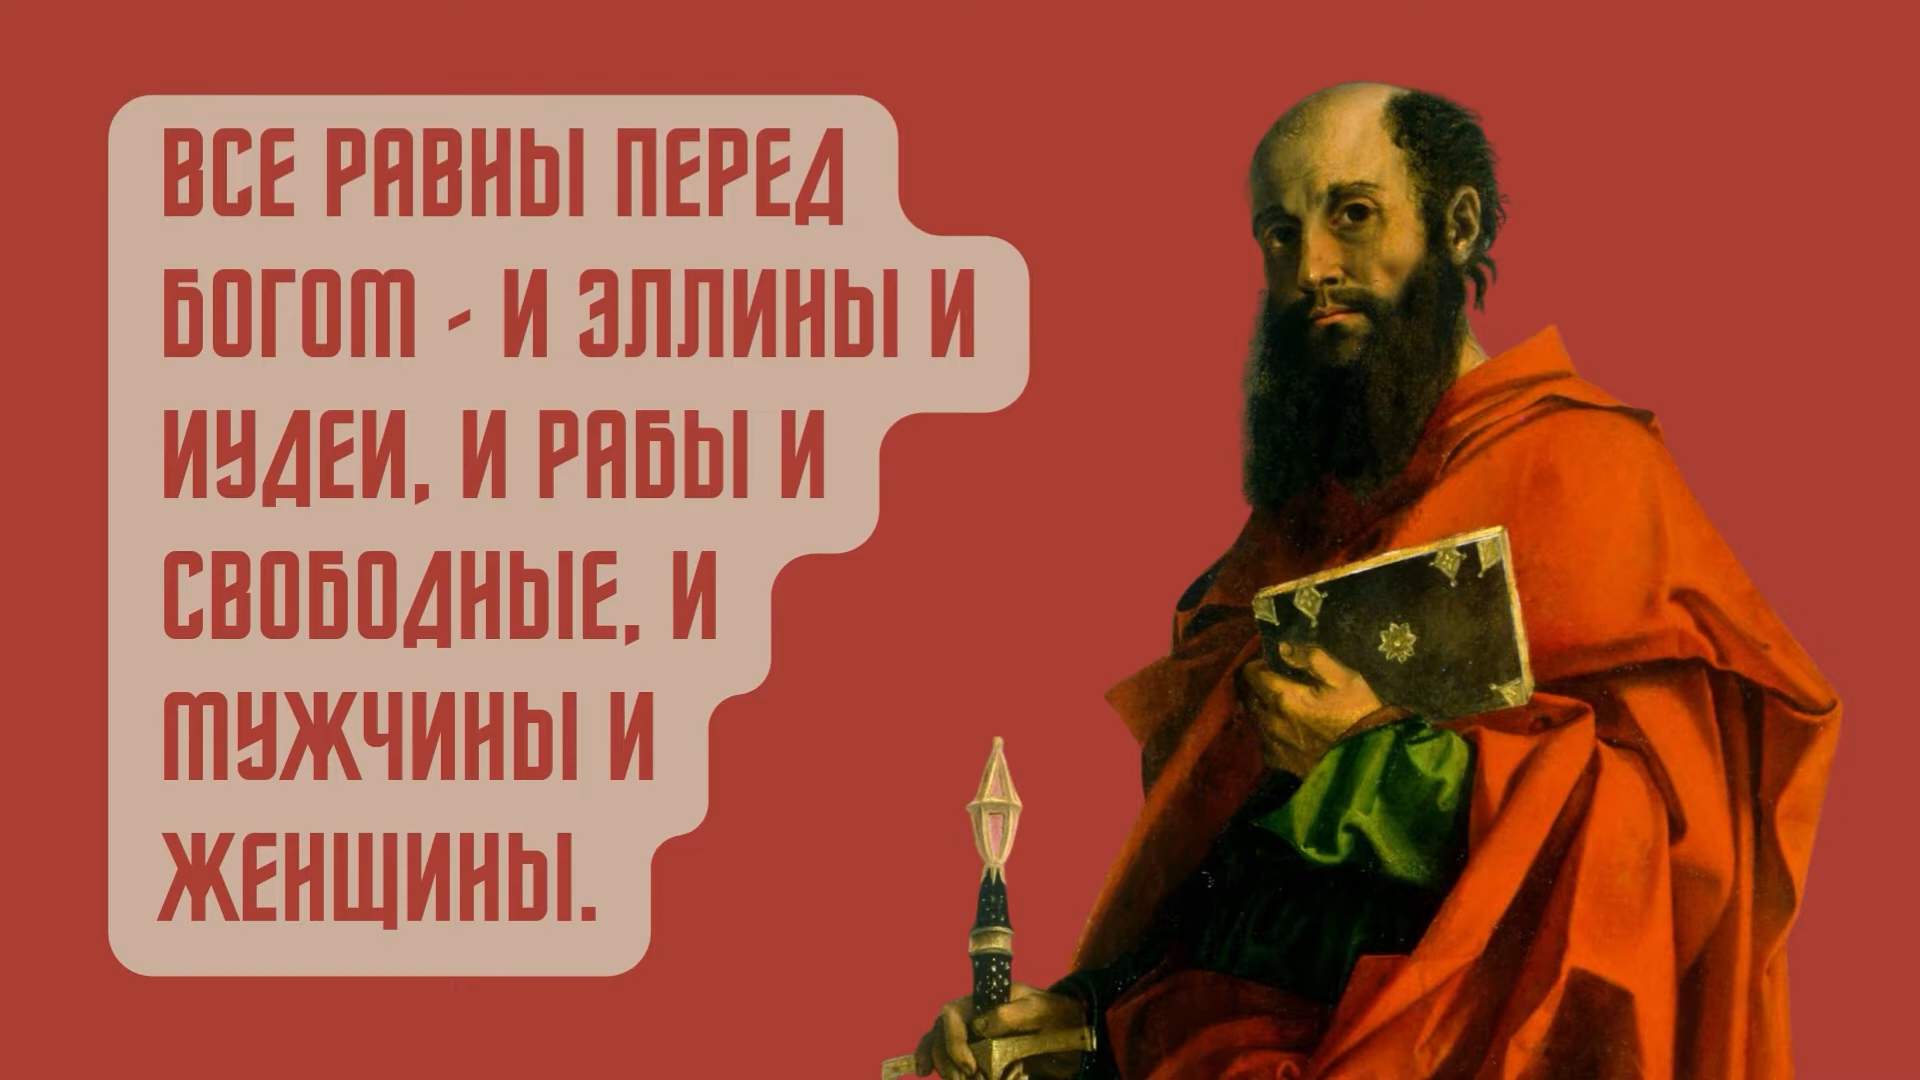 ВСЕ РАВНЫ ПЕРЕД
БОГОМ - И ЭЛЛИНЫ И
ИУДЕИ, И РАБЫ И
СВОБОДНЫЕ, И
МУЖЧИНЫ И
ЖЕНЩИНЫ.